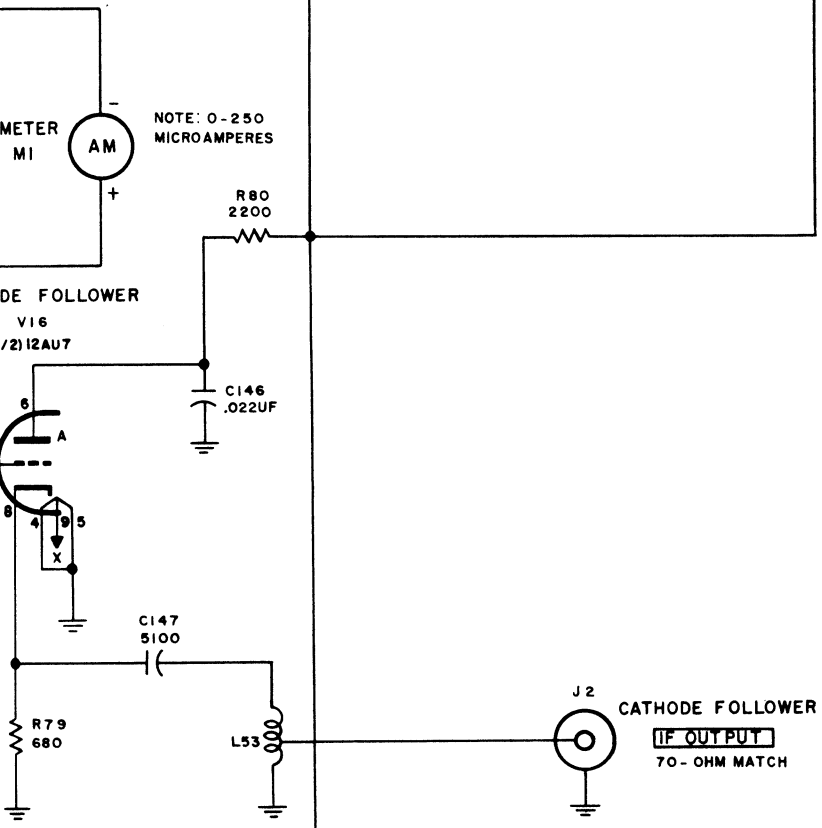 METER
M1
-
AM
+
NOTE: 0-250
MICROAMPERES
R80
2200
DE FOLLOWER
V16
/2)12AU7
6
A
C146
.022UF
8
4
9
5
X
C147
5100
R79
680
L53
J2
CATHODE FOLLOWER
IF OUTPUT
70-OHM MATCH